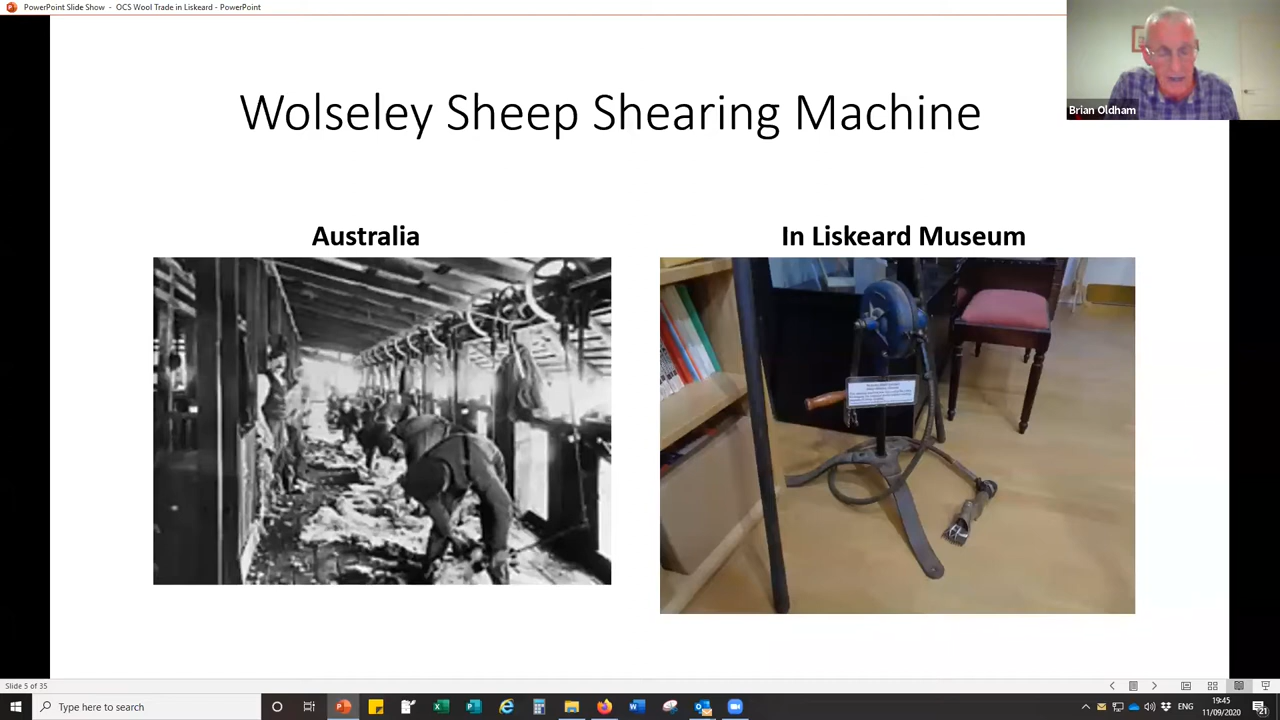 PowerPoint Slide Show - OCS Wool Trade in Liskeard - PowerPoint
Brian Oldham
Wolseley Sheep Shearing Machine
Australia
In Liskeard Museum
Slide 5 of 35
Type here to search
ENG
19:45
11/09/2020
21